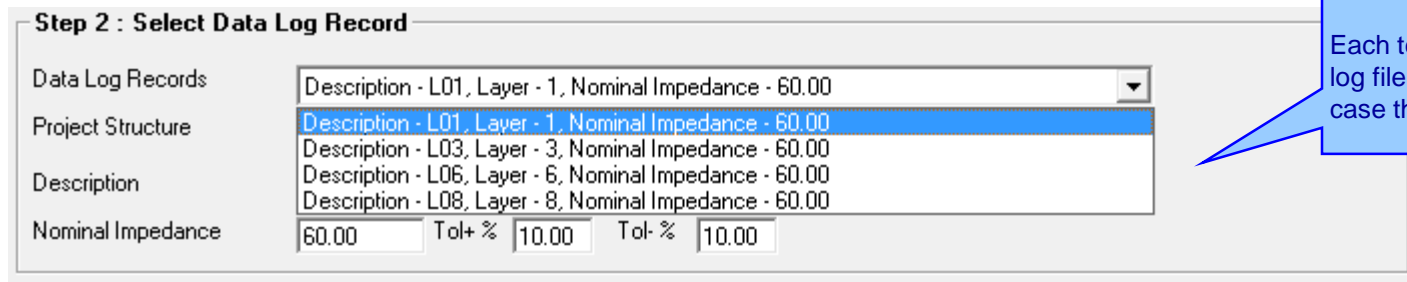 Step 2 : Select Data Log Record
Data Log Records
Description - L01, Layer - 1, Nominal Impedance - 60.00
Project Structure
Description - L01, Layer - 1, Nominal Impedance - 60.00
Description - L03, Layer - 3, Nominal Impedance - 60.00
Description
Description - L06, Layer - 6, Nominal Impedance - 60.00
Description - L08, Layer - 8, Nominal Impedance - 60.00
Nominal Impedance 60.00 Tol+ % 10.00 Tol- % 10.00
Each
log file
case